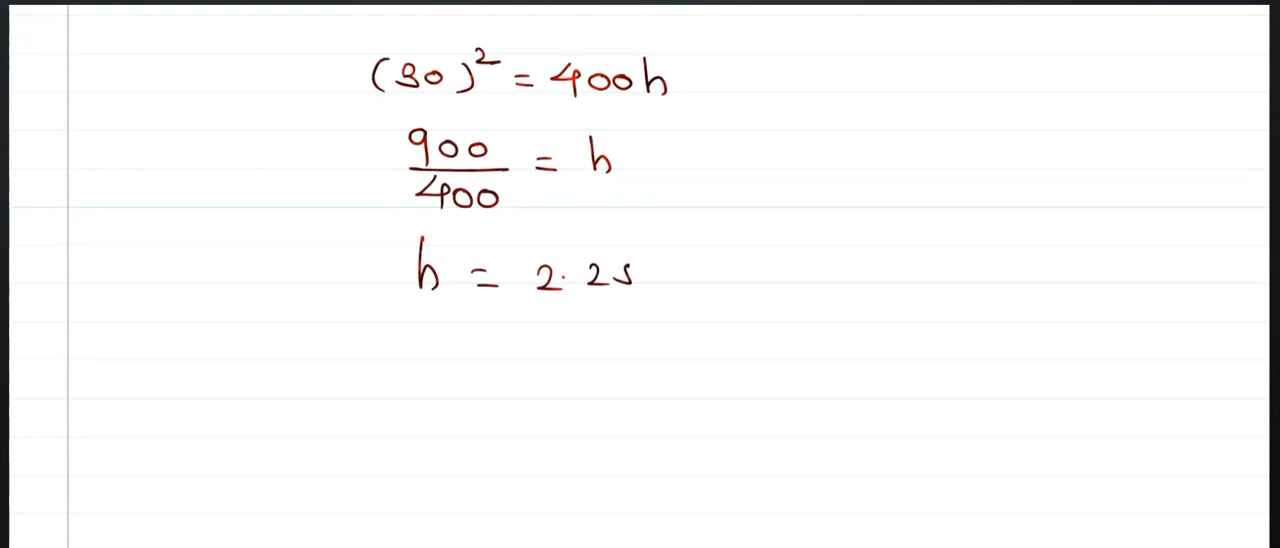 (30)² = 400h
900/400 = h
h = 2.25